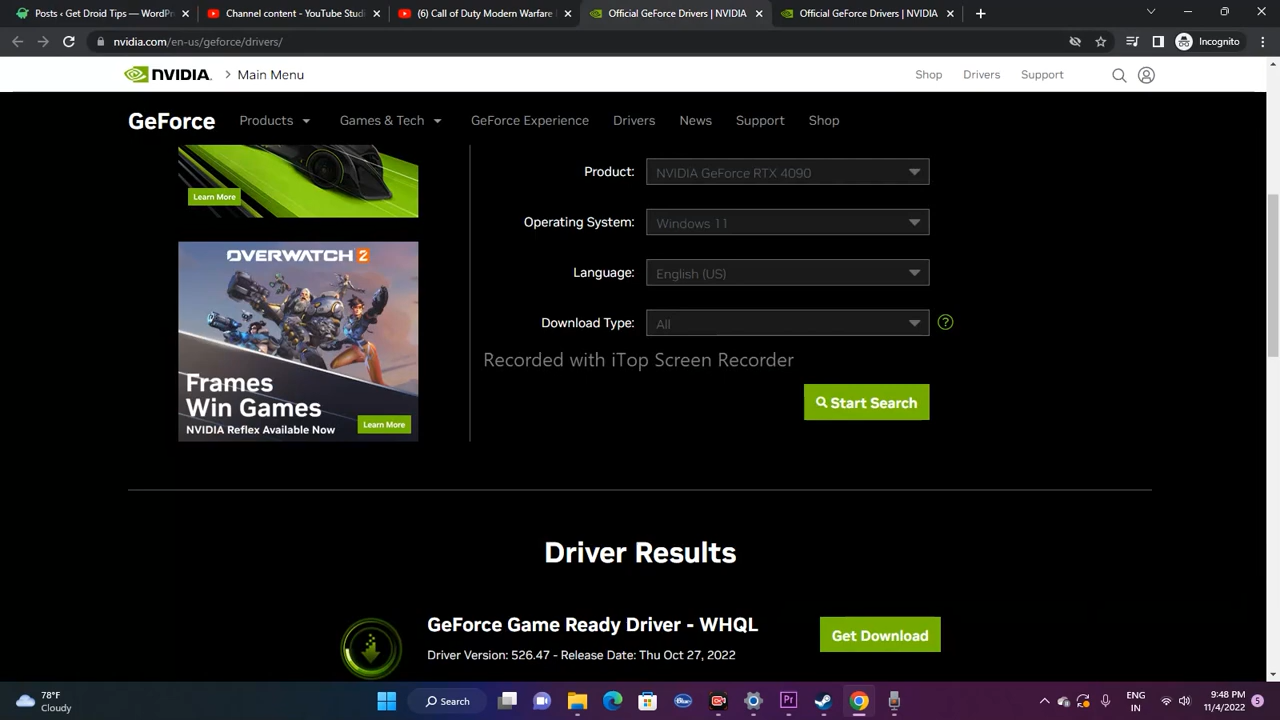 Get Droid Tips — WordPr
Channel content - YouTube Stud
(6) Call of Duty Modern Warfare
Official GeForce Drivers | NVIDIA
Official GeForce Drivers | NVIDIA
nvidia.com/en-us/geforce/drivers/
Incognito
NVIDIA.
Main Menu
Shop
Drivers
Support
GeForce
Products
Games & Tech
GeForce Experience
Drivers
News
Support
Shop
Learn More
Product:
NVIDIA GeForce RTX 4090
Operating System:
Windows 11
OVERWATCH 2
Language:
English (US)
Download Type:
All
?
Recorded with iTop Screen Recorder
Frames
Win Games
NVIDIA Reflex Available Now
Learn More
Start Search
Driver Results
GeForce Game Ready Driver - WHQL
Driver Version: 526.47 - Release Date: Thu Oct 27, 2022
Get Download
78°F
Cloudy
Search
Pr
ENG
IN
9:48 PM
11/4/2022
5